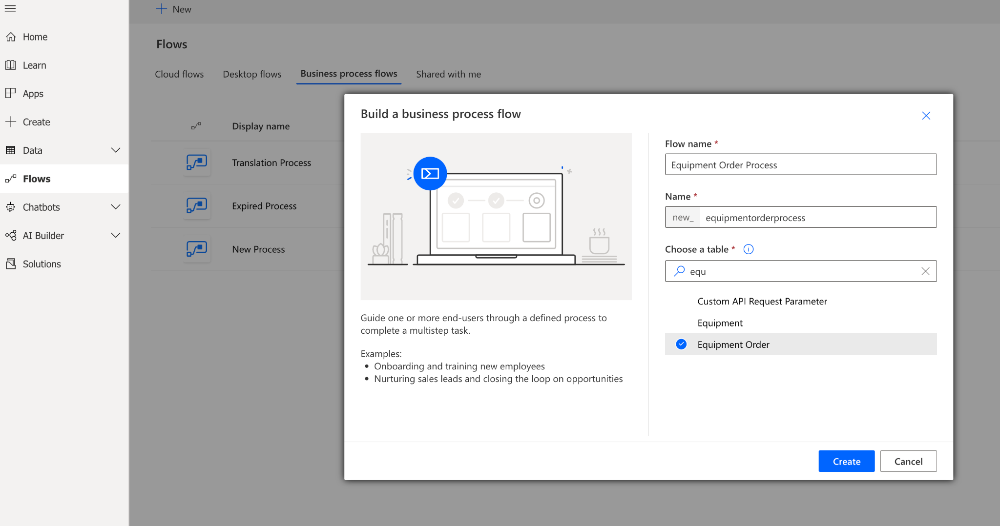 New
Home
Learn
Apps
Create
Data
Flows
Chatbots
AI Builder
Solutions
Flows
Cloud flows
Desktop flows
Business process flows
Shared with me
Display name
Translation Process
Expired Process
New Process
Build a business process flow
Guide one or more end-users through a defined process to
complete a multistep task.
Examples:
• Onboarding and training new employees
• Nurturing sales leads and closing the loop on opportunities
Flow name *
Equipment Order Process
Name *
new_ equipmentorderprocess
Choose a table *
equ
Custom API Request Parameter
Equipment
Equipment Order
Create
Cancel